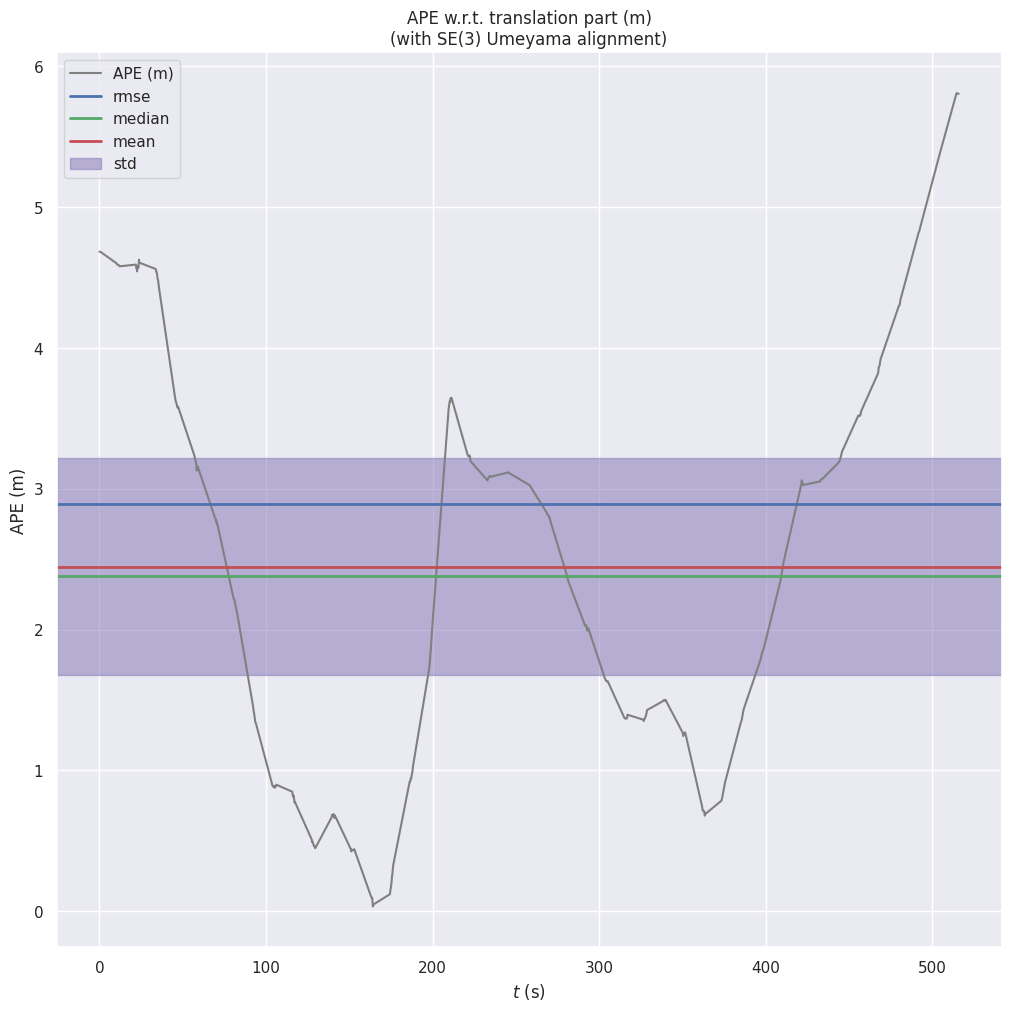 APE w.r.t. translation part (m)
(with SE(3) Umeyama alignment)
APE (m)
rmse
median
mean
std
6
5
4
3
2
1
0
APE (m)
0 100 200 300 400 500
t (s)